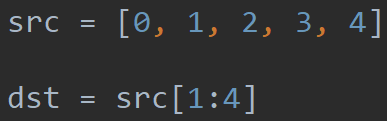 src = [0, 1, 2, 3, 4]
dst = src[1:4]